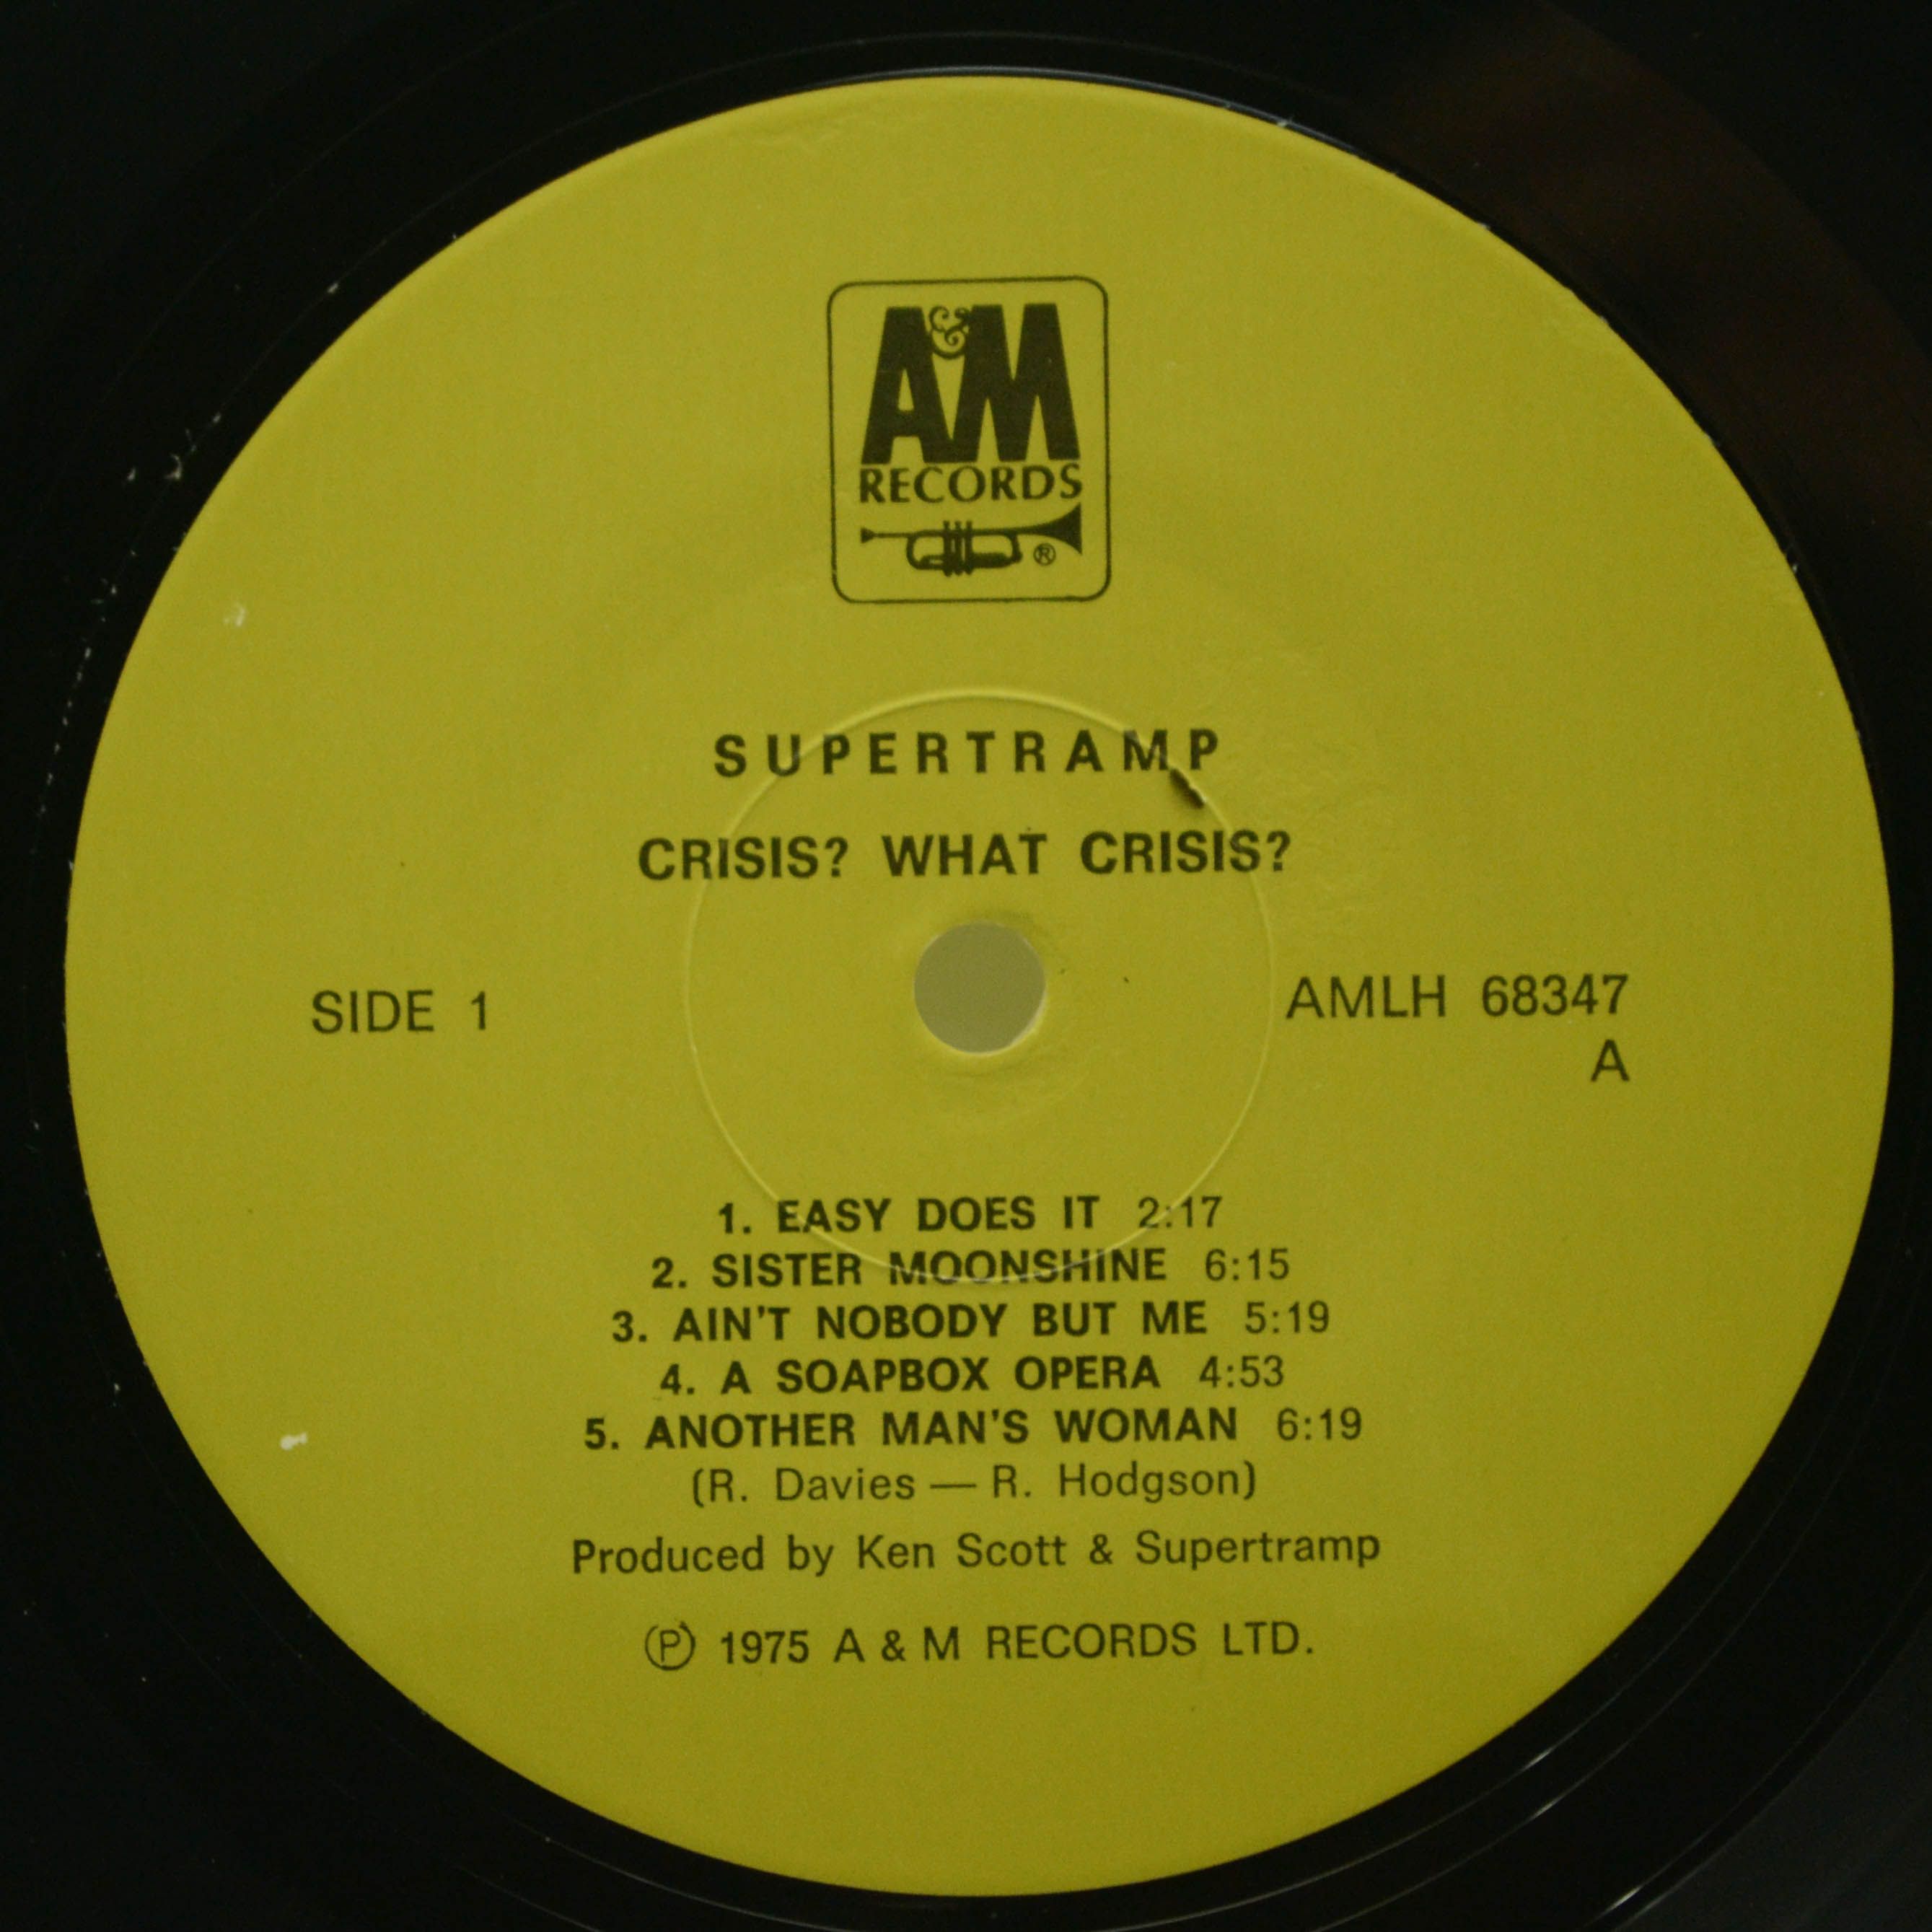 A&M
RECORDS
®
SUPERTRAMP
CRISIS? WHAT CRISIS?
SIDE 1
AMLH 68347
A
1. EASY DOES IT 2:17
2. SISTER MOONSHINE 6:15
3. AIN'T NOBODY BUT ME 5:19
4. A SOAPBOX OPERA 4:53
5. ANOTHER MAN'S WOMAN 6:19
(R. Davies — R. Hodgson)
Produced by Ken Scott & Supertramp
Ⓟ 1975 A & M RECORDS LTD.